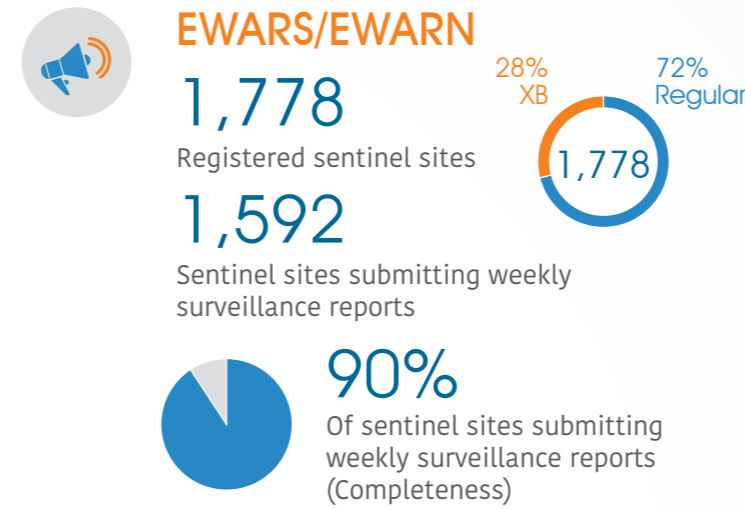 EWARS/EWARN
1,778
Registered sentinel sites
28%
XB
72%
Regular
1,778
1,592
Sentinel sites submitting weekly
surveillance reports
90%
Of sentinel sites submitting
weekly surveillance reports
(Completeness)